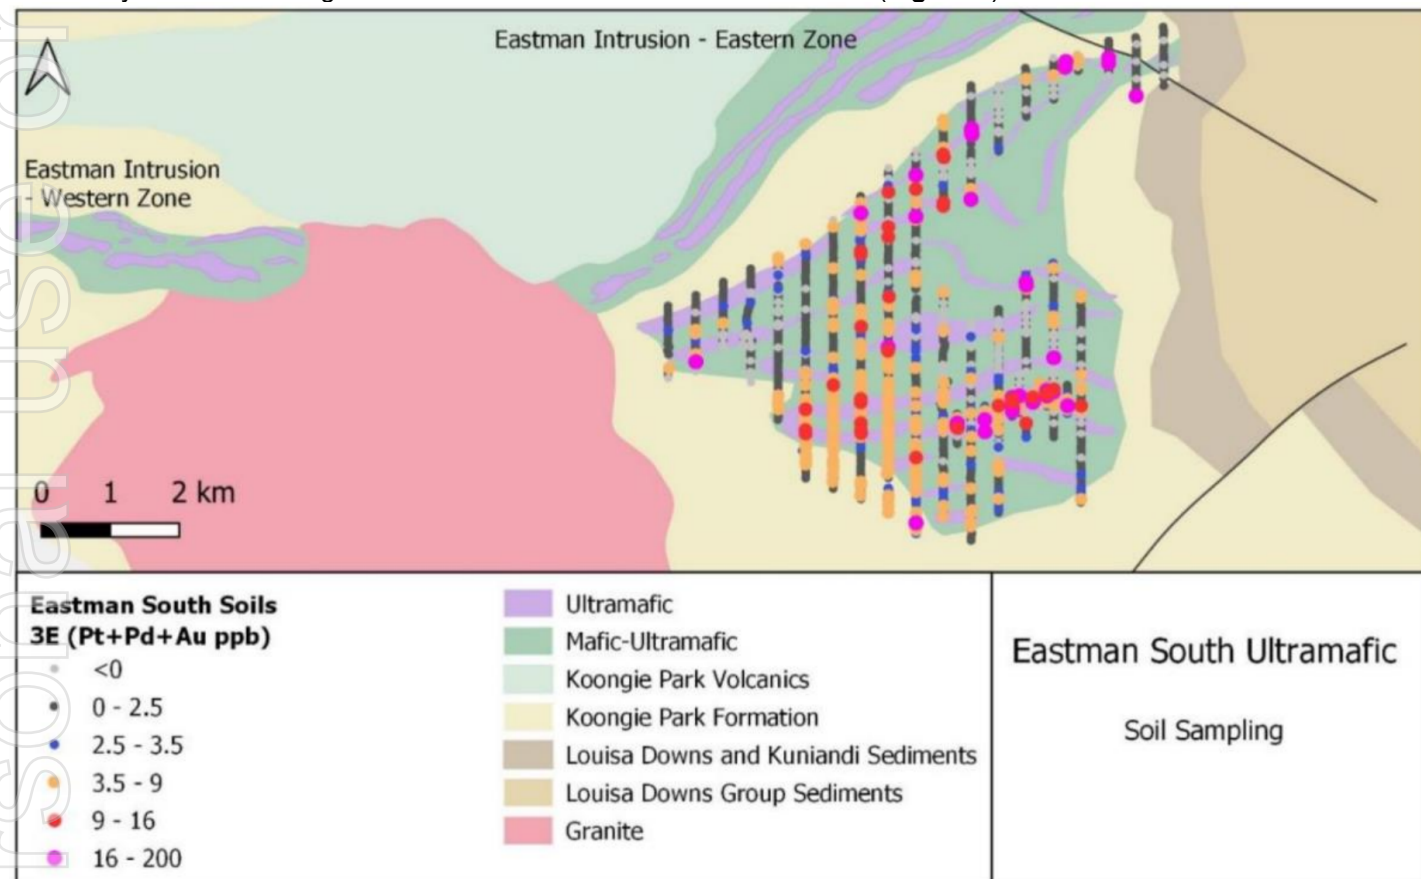 Eastman Intrusion - Eastern Zone
Eastman Intrusion
- Western Zone
0 1 2 km
Eastman South Soils
3E (Pt+Pd+Au ppb)
<0
0 - 2.5
2.5 - 3.5
3.5 - 9
9 - 16
16 - 200
Ultramafic
Mafic-Ultramafic
Koongie Park Volcanics
Koongie Park Formation
Louisa Downs and Kuniandi Sediments
Louisa Downs Group Sediments
Granite
Eastman South Ultramafic
Soil Sampling